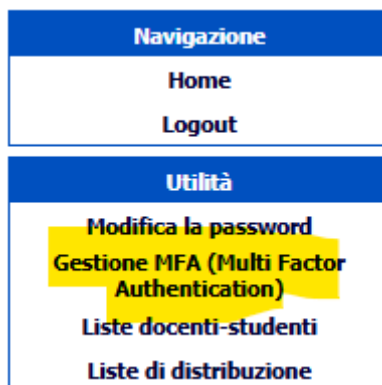 Navigazione
Home
Logout
Utilità
Modifica la password
Gestione MFA (Multi Factor
Authentication)
Liste docenti-studenti
Liste di distribuzione